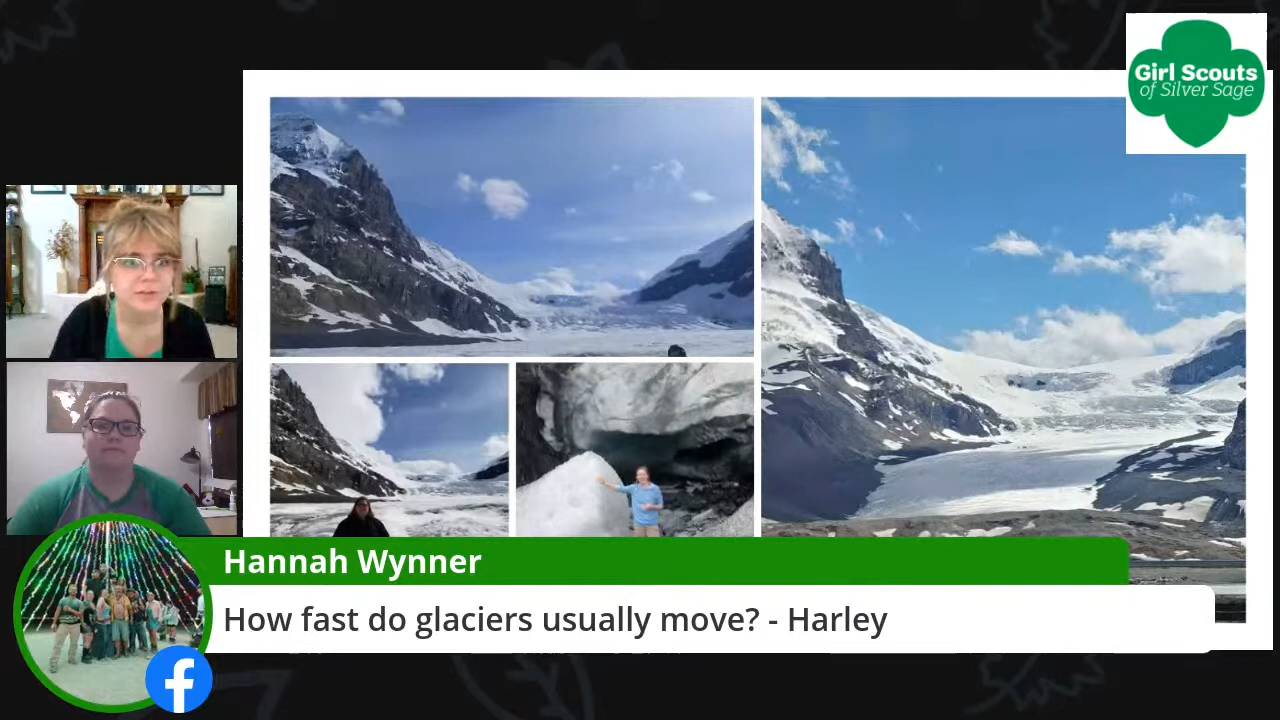 Girl Scouts
of Silver Sage
Hannah Wynner
How fast do glaciers usually move? - Harley